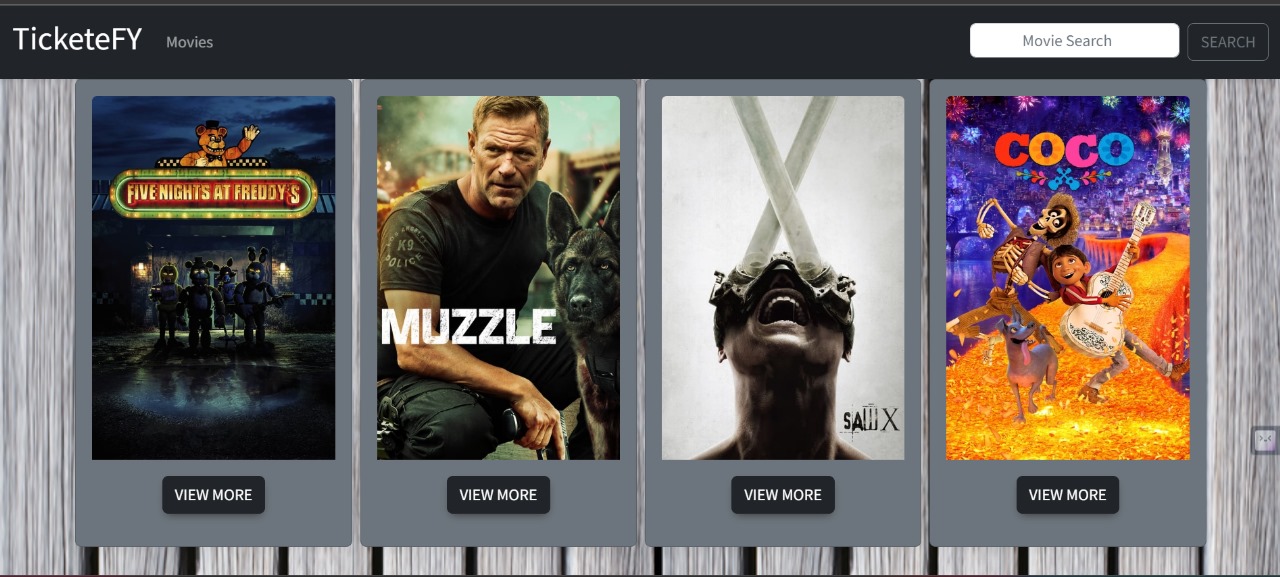 TicketeFY
Movies
Movie Search
SEARCH
FIVE NIGHTS AT FREDDY'S
K9
POLICE
MUZZLE
SAW X
COCO
VIEW MORE
VIEW MORE
VIEW MORE
VIEW MORE